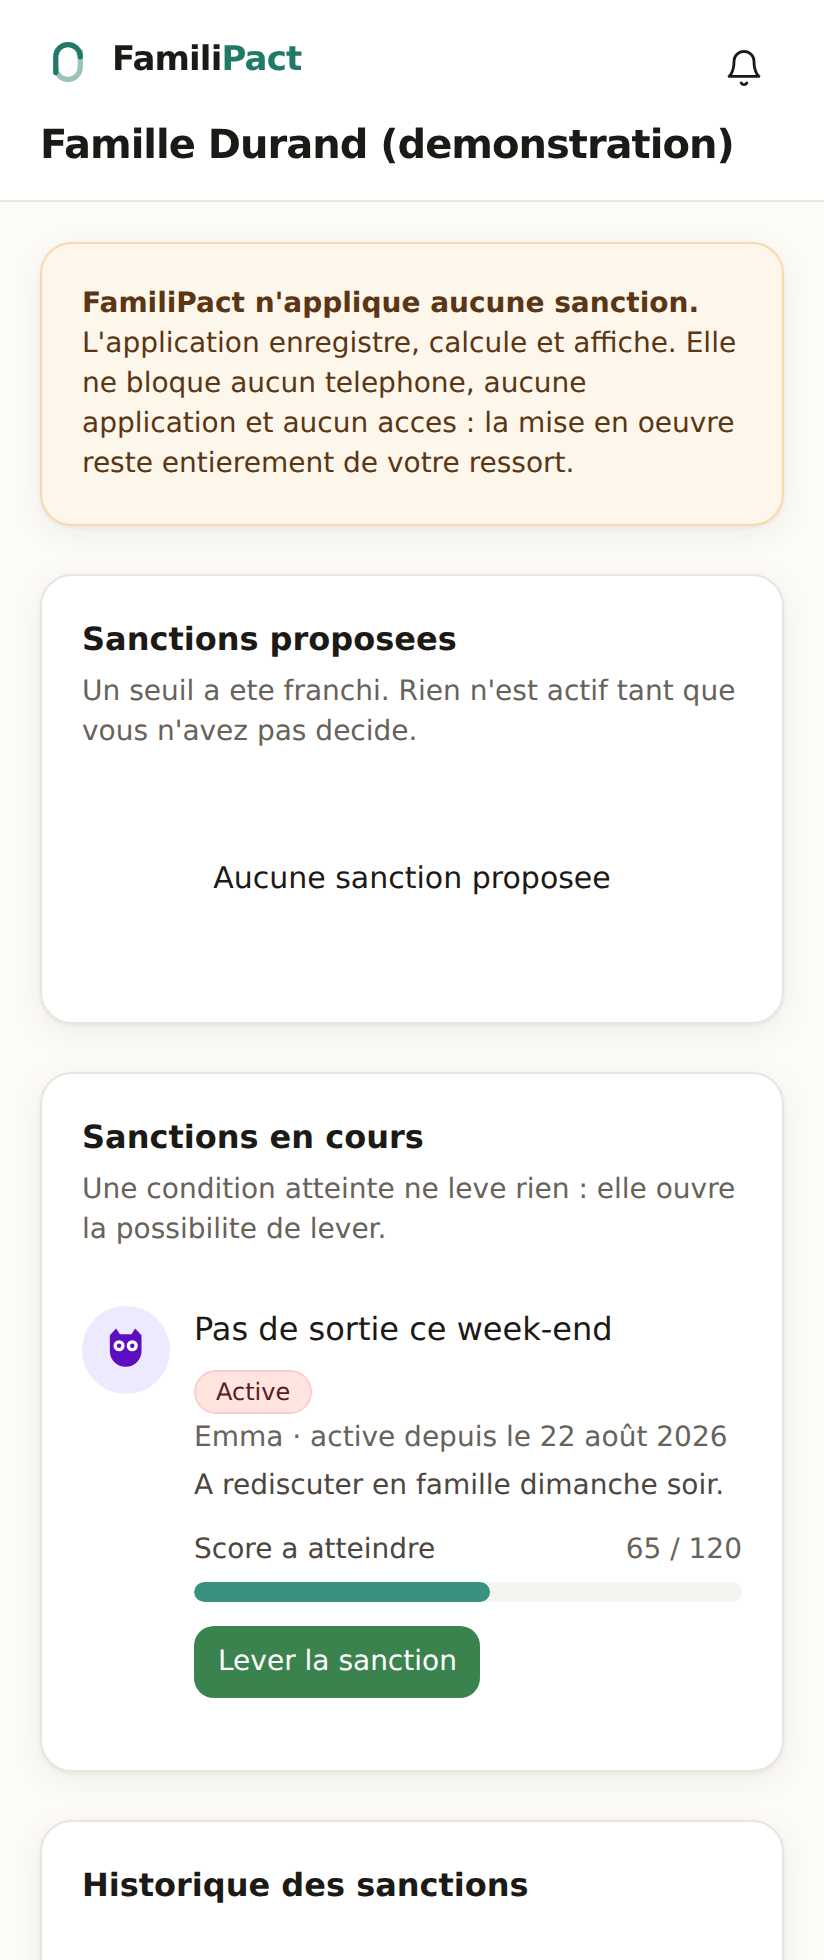 FamiliPact
Famille Durand (demonstration)
FamiliPact n'applique aucune sanction.
L'application enregistre, calcule et affiche. Elle
ne bloque aucun telephone, aucune
application et aucun acces : la mise en oeuvre
reste entierement de votre ressort.
Sanctions proposees
Un seuil a ete franchi. Rien n'est actif tant que
vous n'avez pas decide.
Aucune sanction proposee
Sanctions en cours
Une condition atteinte ne leve rien : elle ouvre
la possibilite de lever.
Pas de sortie ce week-end
Active
Emma · active depuis le 22 août 2026
A rediscuter en famille dimanche soir.
Score a atteindre 65 / 120
Lever la sanction
Historique des sanctions